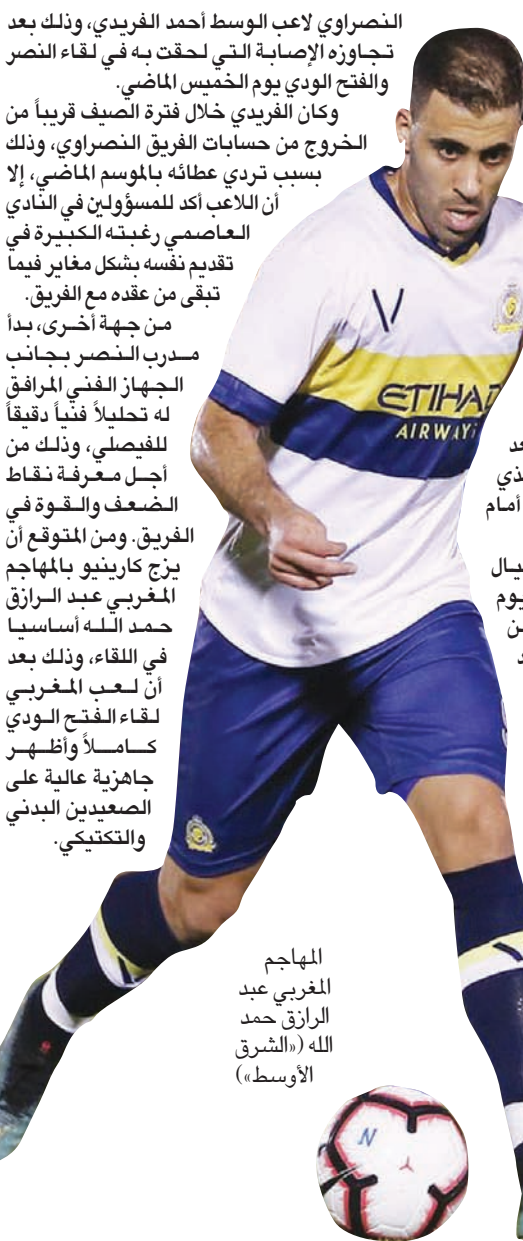 النصراوي لاعب الوسط أحمد الفريدي، وذلك بعد
تجاوزه الإصابة التي لحقت به في لقاء النصر
والفتح الودي يوم الخميس الماضي.
وكان الفريدي خلال فترة الصيف قريباً من
الخروج من حسابات الفريق النصراوي، وذلك
بسبب تردي عطائه بالموسم الماضي، إلا
أن اللاعب أكد للمسؤولين في النادي
العاصمي رغبته الكبيرة في
تقديم نفسه بشكل مغاير فيما
تبقى من عقده مع الفريق.
من جهة أخرى، بدأ
مدرب النصر بجانب
الجهاز الفني المرافق
له تحليلاً فنياً دقيقاً
للفيصلي، وذلك من
أجل معرفة نقاط
الضعف والقوة في
الفريق. ومن المتوقع أن
يزج كارينيو بالمهاجم
المغربي عبد الرازق
حمد الله أساسيا
في اللقاء، وذلك بعد
أن لعب المغربي
لقاء الفتح الودي
كاملاً وأظهر
جاهزية عالية على
الصعيدين البدني
والتكتيكي.
ETIHAD
AIRWAYS
أمام
المهاجم
المغربي عبد
الرازق حمد
الله («الشرق
الأوسط»)